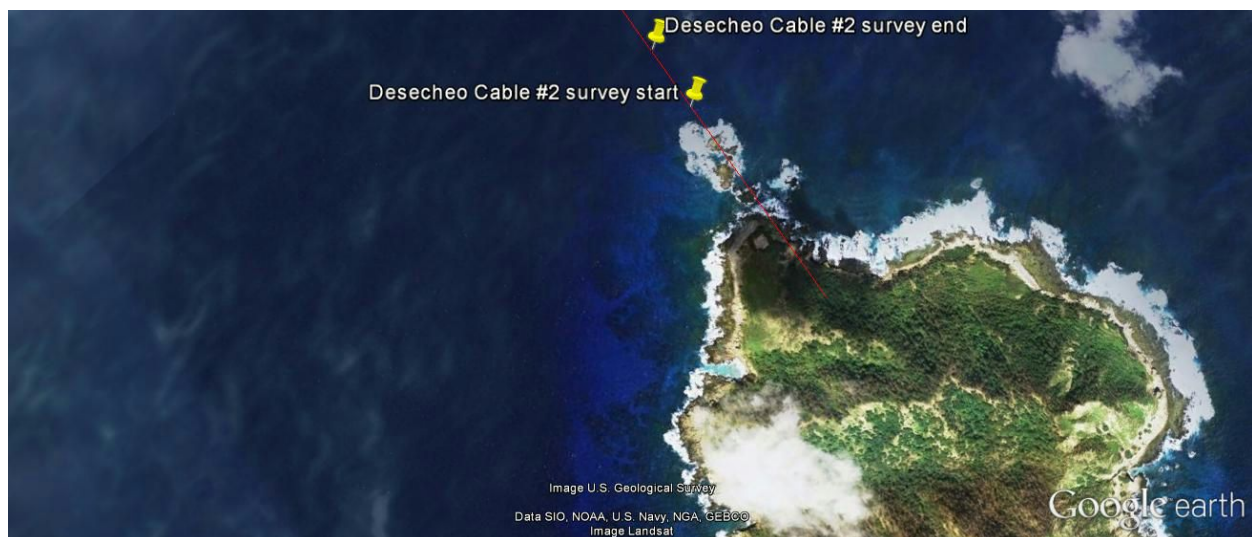 Desecheo Cable #2 survey end
Desecheo Cable #2 survey start
Image U.S. Geological Survey
Data SIO, NOAA, U.S. Navy, NGA, GEBCO
Image Landsat
Google earth